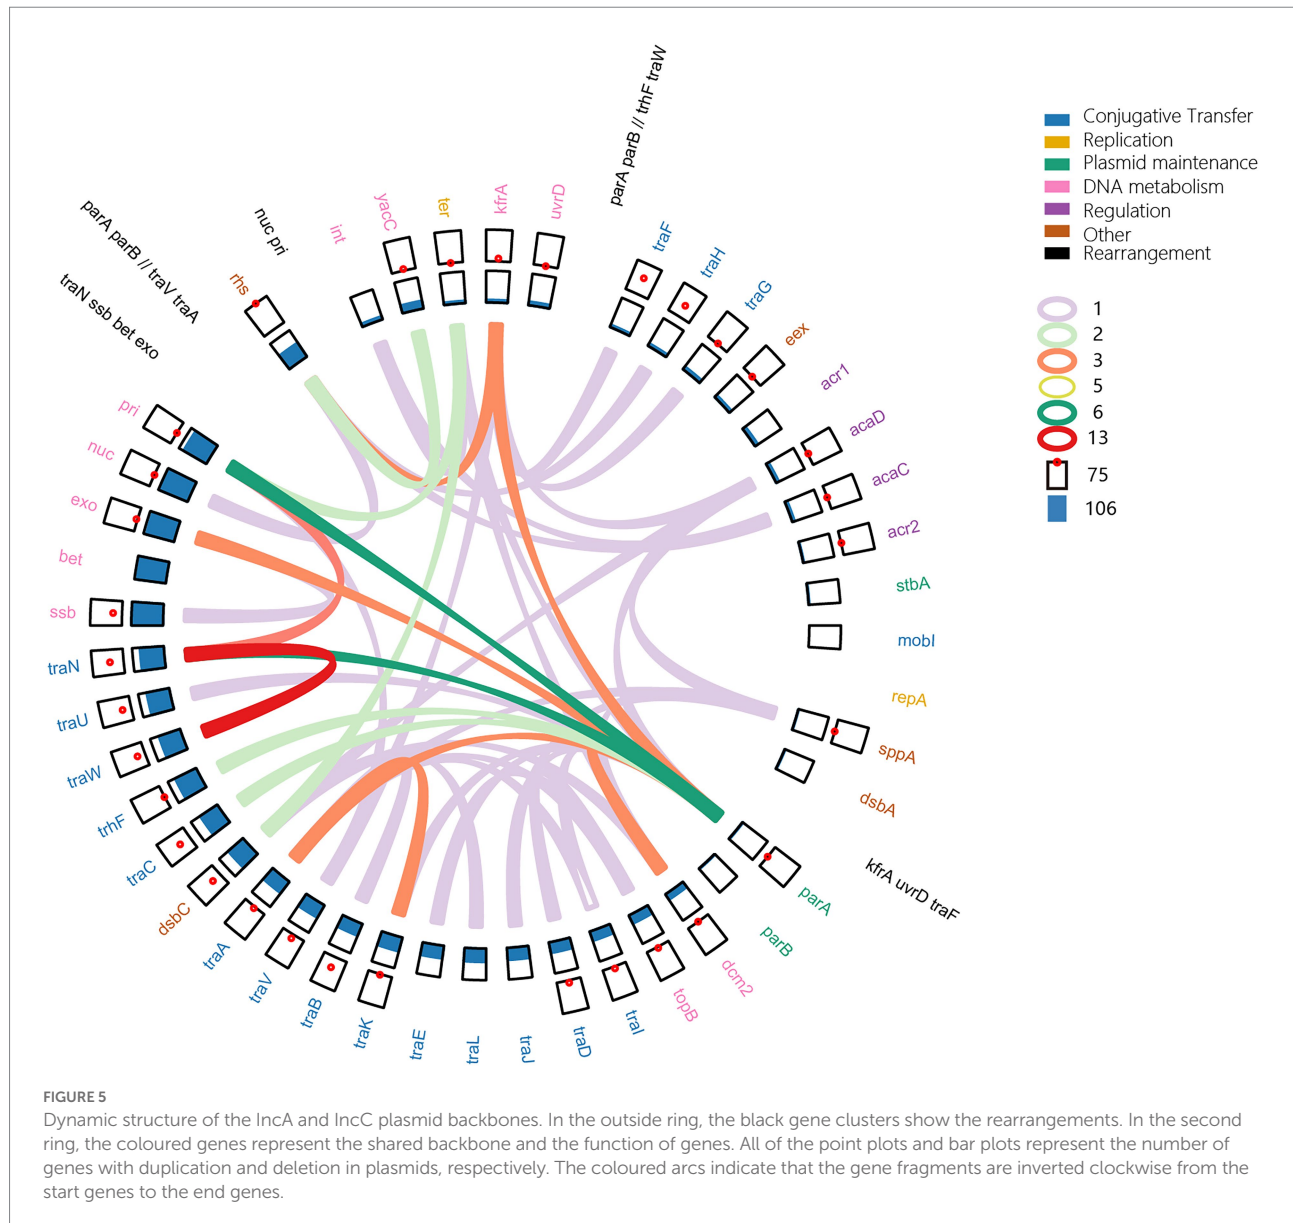 parA parB // trhF traW
nuc pri
parA parB // traV traA
traN ssb bet exo
kfrA uvrD traF
rhs
int
yacC
ter
kfrA
uvrD
traF
traH
traG
eex
acr1
acaD
acaC
acr2
stbA
mobI
repA
sppA
dsbA
parA
parB
dcm2
topB
traI
traD
traJ
traL
traE
traK
traB
traV
traA
dsbC
traC
trhF
traW
traU
traN
ssb
bet
exo
nuc
pri
Conjugative Transfer
Replication
Plasmid maintenance
DNA metabolism
Regulation
Other
Rearrangement
1
2
3
5
6
13
75
106
FIGURE 5
Dynamic structure of the IncA and IncC plasmid backbones. In the outside ring, the black gene clusters show the rearrangements. In the second
ring, the coloured genes represent the shared backbone and the function of genes. All of the point plots and bar plots represent the number of
genes with duplication and deletion in plasmids, respectively. The coloured arcs indicate that the gene fragments are inverted clockwise from the
start genes to the end genes.